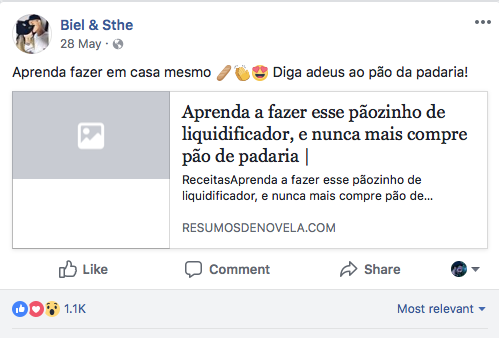 Biel & Sthe
28 May ·
Aprenda fazer em casa mesmo 🥖👏😍 Diga adeus ao pão da padaria!
Aprenda a fazer esse pãozinho de
liquidificador, e nunca mais compre
pão de padaria |
ReceitasAprenda a fazer esse pãozinho de
liquidificador, e nunca mais compre pão de...
RESUMOSDENOVELA.COM
Like Comment Share
1.1K Most relevant